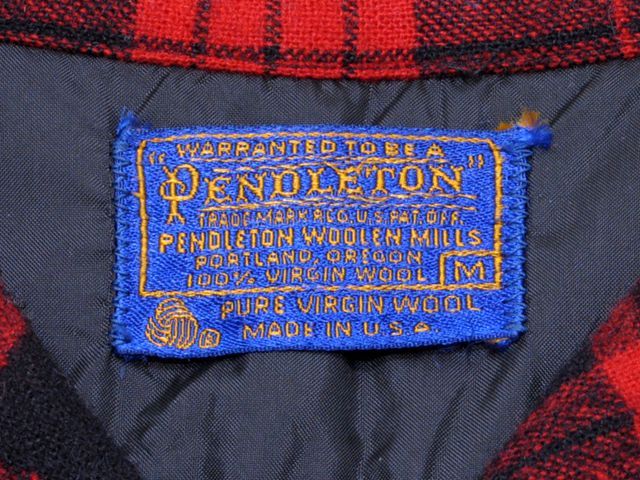 WARRANTED TO BE A
"PENDLETON"
TRADE MARK REG. U.S. PAT. OFF.
PENDLETON WOOLEN MILLS
PORTLAND, OREGON
100% VIRGIN WOOL M
PURE VIRGIN WOOL
MADE IN U.S.A.